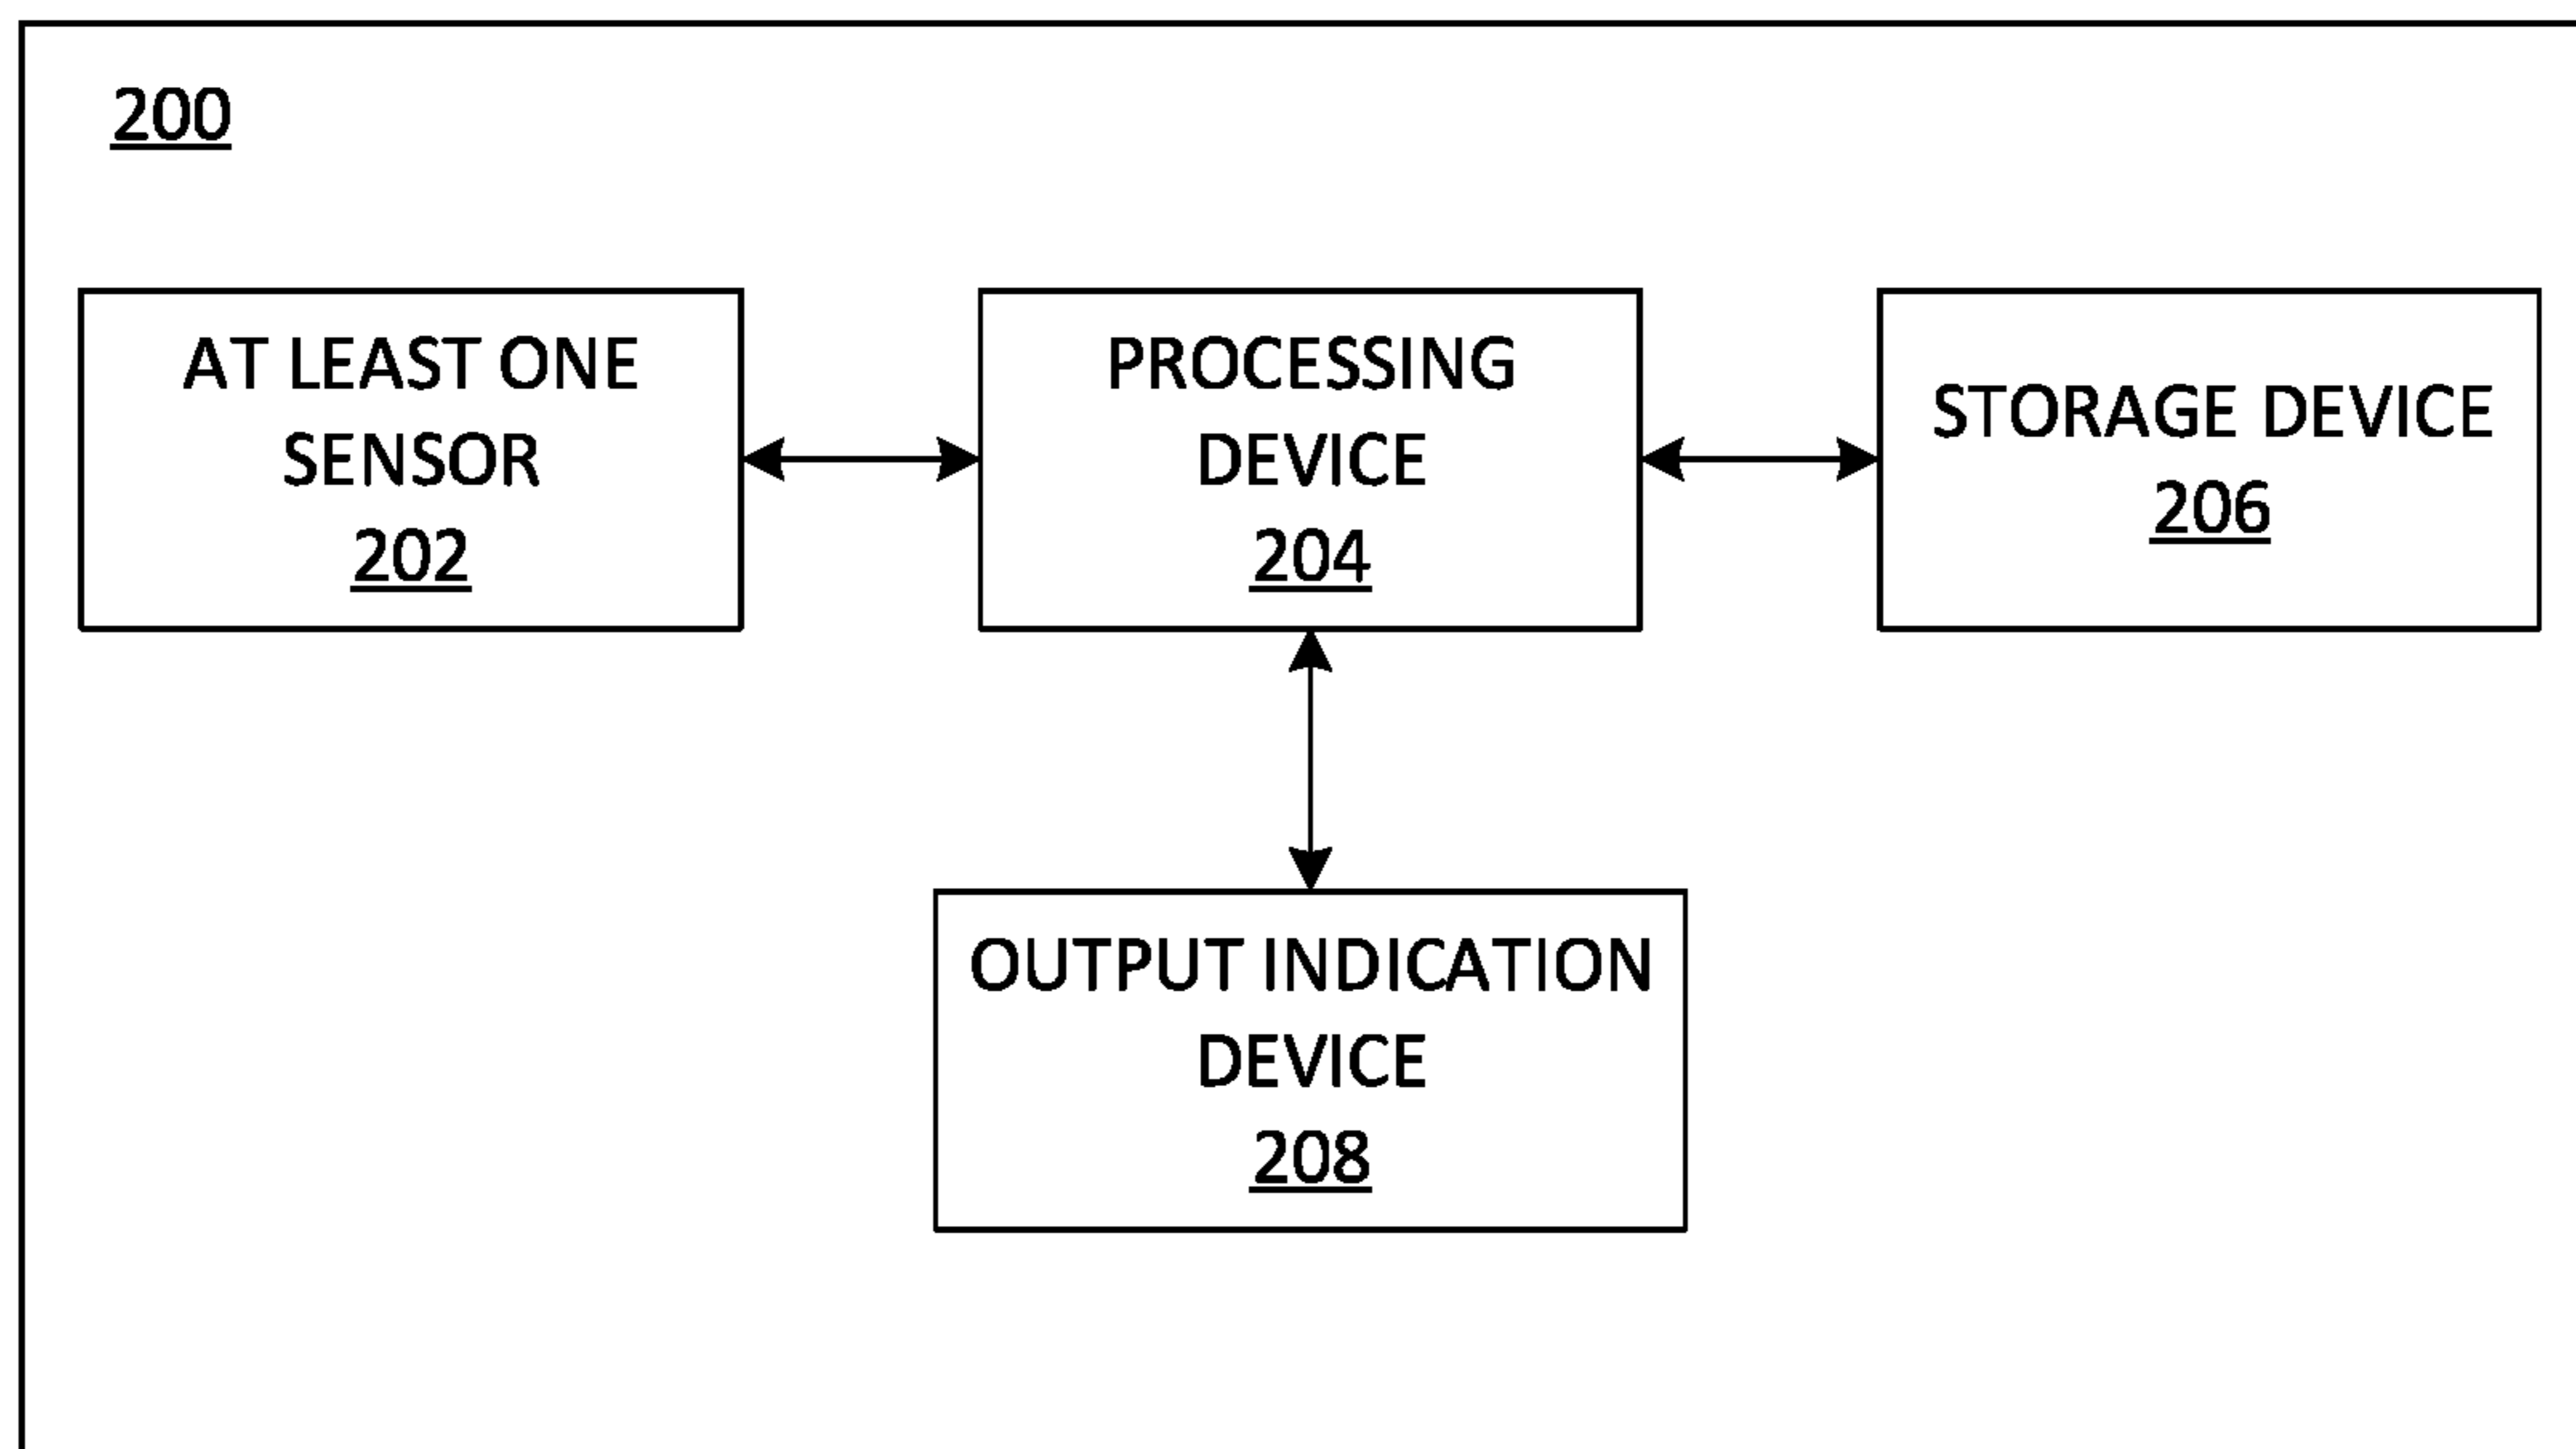 200
AT LEAST ONE
SENSOR
202
PROCESSING
DEVICE
204
STORAGE DEVICE
206
OUTPUT INDICATION
DEVICE
208